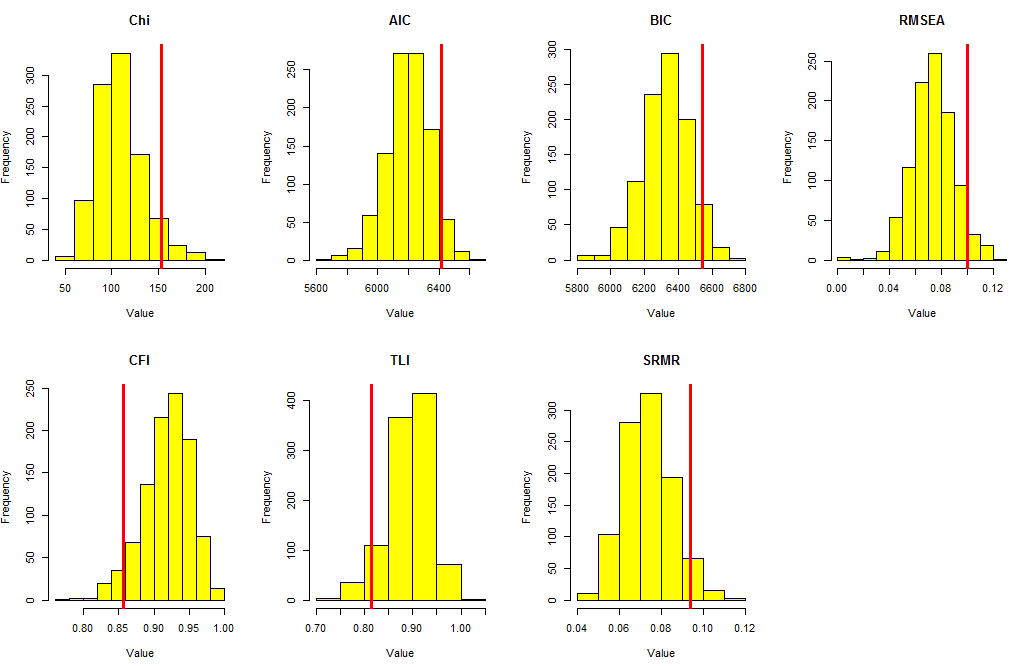 Chi
Frequency
0 50 100 150 200 250 300
50 100 150 200
Value
AIC
Frequency
0 50 100 150 200 250
5600 6000 6400
Value
BIC
Frequency
0 50 100 150 200 250 300
5800 6000 6200 6400 6600 6800
Value
RMSEA
Frequency
0 50 100 150 200 250
0.00 0.04 0.08 0.12
Value
CFI
Frequency
0 50 100 150 200 250
0.80 0.85 0.90 0.95 1.00
Value
TLI
Frequency
0 100 200 300 400
0.70 0.80 0.90 1.00
Value
SRMR
Frequency
0 50 100 150 200 250 300
0.04 0.06 0.08 0.10 0.12
Value